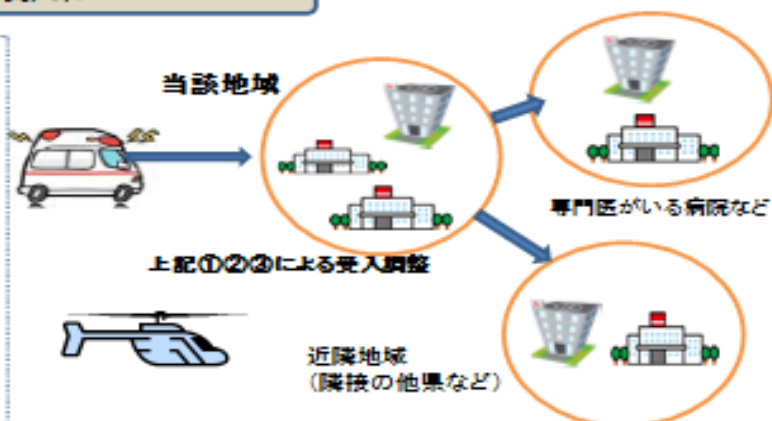 当該地域
専門医がいる病院など
上記①②③による受入調整
近隣地域
（隣接の他県など）